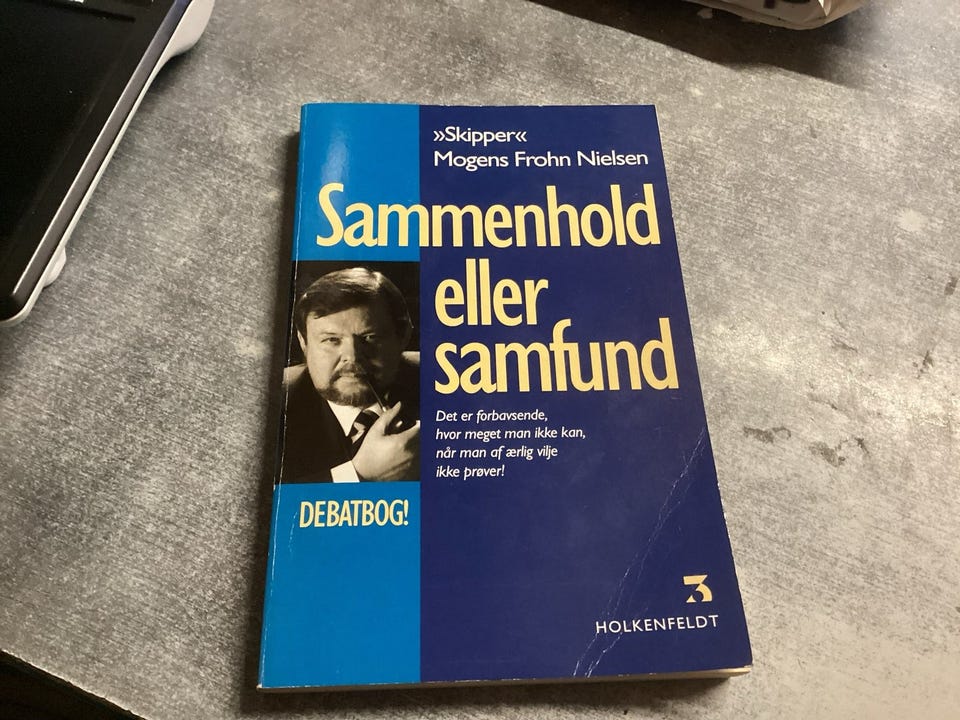 »Skipper«
Mogens Frohn Nielsen
Sammenhold
eller
samfund
Det er forbavsende,
hvor meget man ikke kan,
når man af ærlig vilje
ikke prøver!
DEBATBOG!
3
HOLKENFELDT